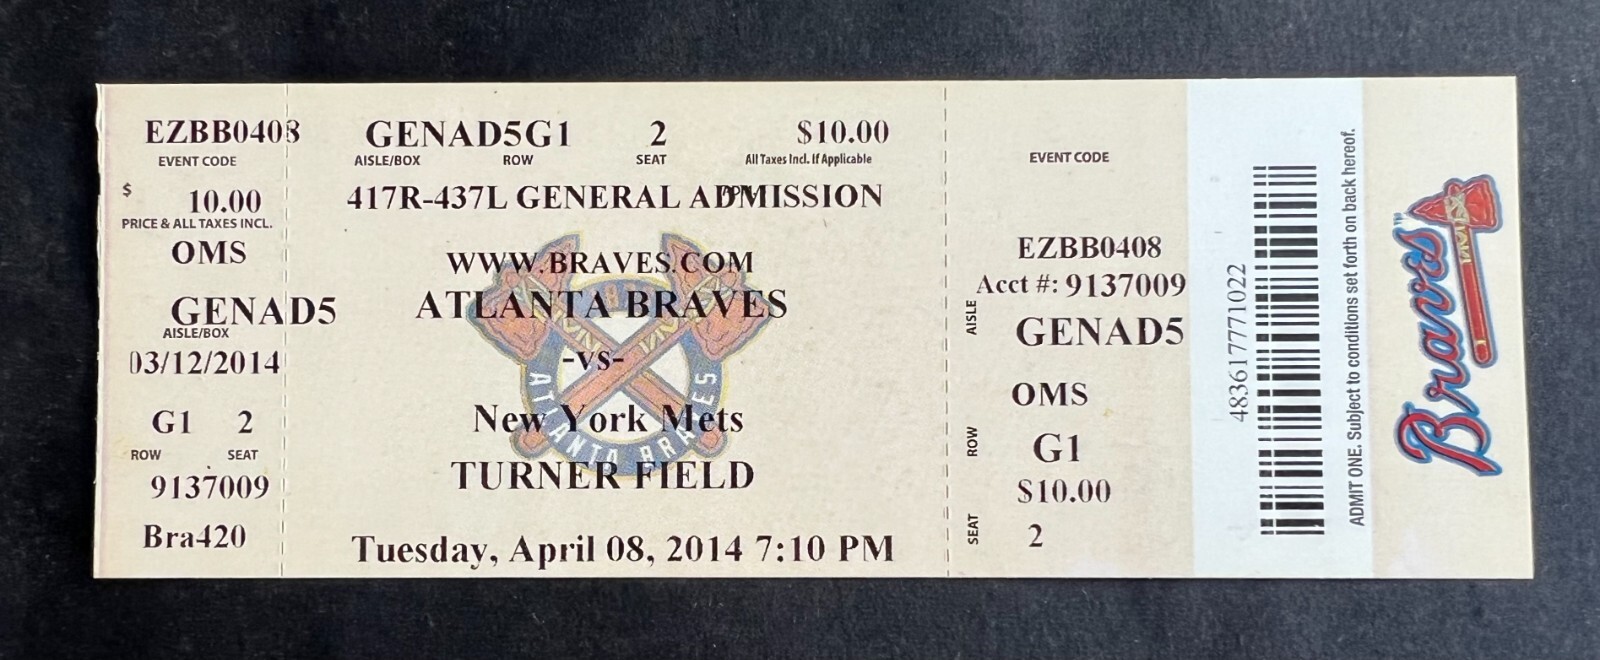 EZBB0408
EVENT CODE
$ 10.00
PRICE & ALL TAXES INCL.
OMS
GENAD5
AISLE/BOX
03/12/2014
G1 2
ROW SEAT
9137009
Bra420
GENAD5G1 2 $10.00
AISLE/BOX ROW SEAT All Taxes Incl. If Applicable
417R-437L GENERAL ADMISSION
WWW.BRAVES.COM
ATLANTA BRAVES
-vs-
New York Mets
TURNER FIELD
Tuesday, April 08, 2014 7:10 PM
ATLANTA BRAVES
EVENT CODE
EZBB0408
Acct #: 9137009
AISLE
GENAD5
OMS
ROW
G1
$10.00
SEAT
2
483617771022
ADMIT ONE. Subject to conditions set forth on back hereof.
Braves™